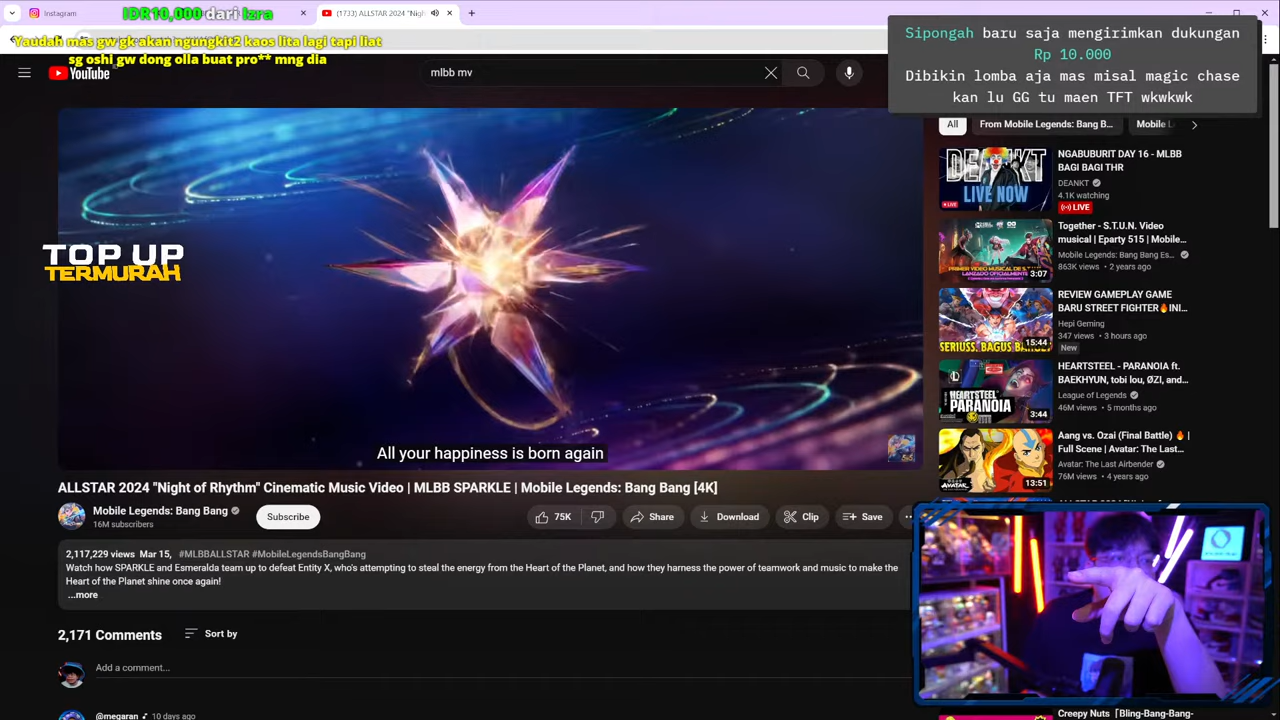 Instagram
IDR10,000 dari Izra
(1733) ALLSTAR 2024 "Nigh
Yaudah mas gw gk akan ngungkit2 kaos lita lagi tapi liat
sg oshi gw dong olla buat pro** mng dia
Sipongah baru saja mengirimkan dukungan
Rp 10.000
Dibikin lomba aja mas misal magic chase
kan lu GG tu maen TFT wkwkwk
YouTube
mlbb mv
All
From Mobile Legends: Bang B...
Mobile L
TOP UP
TERMURAH
All your happiness is born again
ALLSTAR 2024 "Night of Rhythm" Cinematic Music Video | MLBB SPARKLE | Mobile Legends: Bang Bang [4K]
Mobile Legends: Bang Bang
16M subscribers
Subscribe
75K
Share
Download
Clip
Save
2,117,229 views Mar 15, #MLBBALLSTAR #MobileLegendsBangBang
Watch how SPARKLE and Esmeralda team up to defeat Entity X, who's attempting to steal the energy from the Heart of the Planet, and how they harness the power of teamwork and music to make the
Heart of the Planet shine once again!
...more
2,171 Comments
Sort by
Add a comment...
@megaran
10 days ago
DEANKT
LIVE NOW
LIVE
NGABUBURIT DAY 16 - MLBB
BAGI BAGI THR
DEANKT
4.1K watching
LIVE
3:07
Together - S.T.U.N. Video
musical | Eparty 515 | Mobile...
Mobile Legends: Bang Bang Es...
863K views • 2 years ago
15:44
REVIEW GAMEPLAY GAME
BARU STREET FIGHTER🔥INI...
Hepi Gaming
347 views • 3 hours ago
New
HEARTSTEEL
PARANOIA
3:44
HEARTSTEEL - PARANOIA ft.
BAEKHYUN, tobi lou, ØZI, and...
League of Legends
46M views • 5 months ago
13:51
Aang vs. Ozai (Final Battle) 🔥 |
Full Scene | Avatar: The Last...
Avatar: The Last Airbender
76M views • 4 years ago
Creepy Nuts「Bling-Bang-Bang-